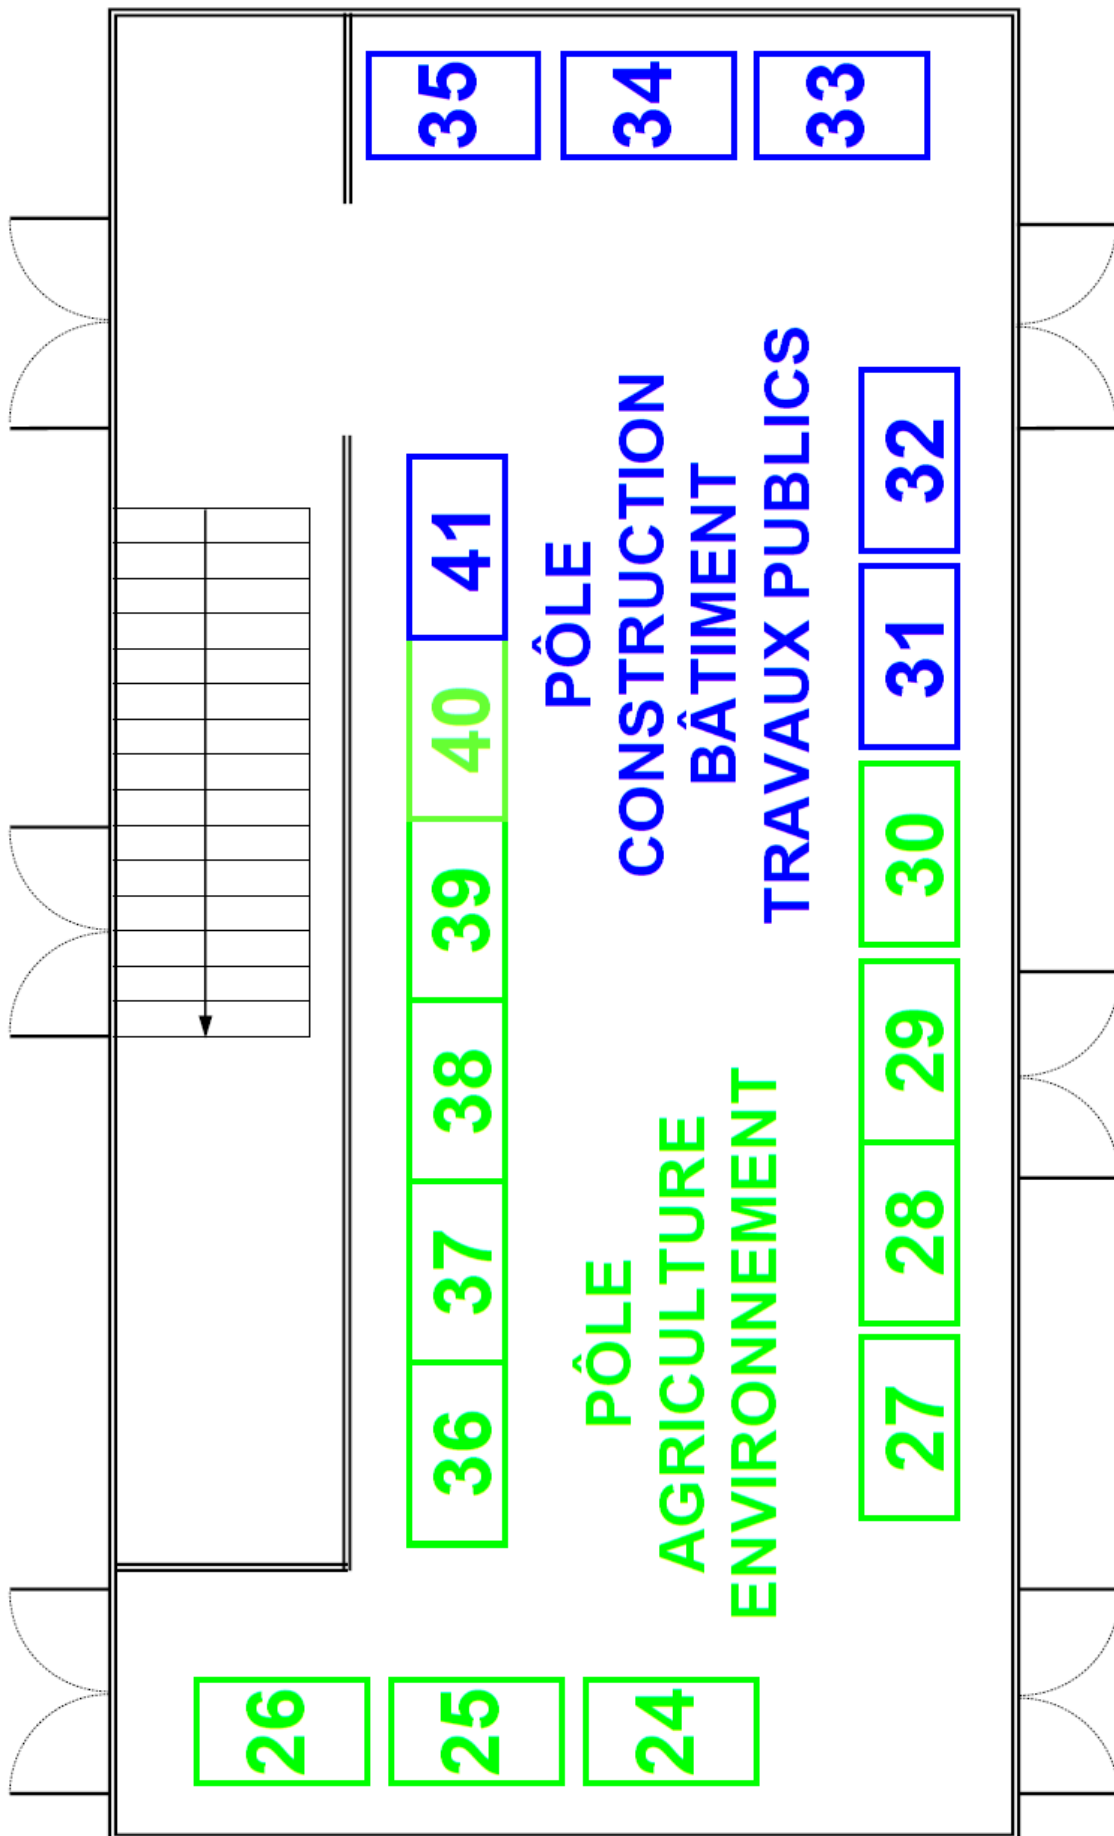 35
34
33
41
40
39
38
37
36
PÔLE
CONSTRUCTION
BÂTIMENT
TRAVAUX PUBLICS
PÔLE
AGRICULTURE
ENVIRONNEMENT
32
31
30
29
28
27
26
25
24